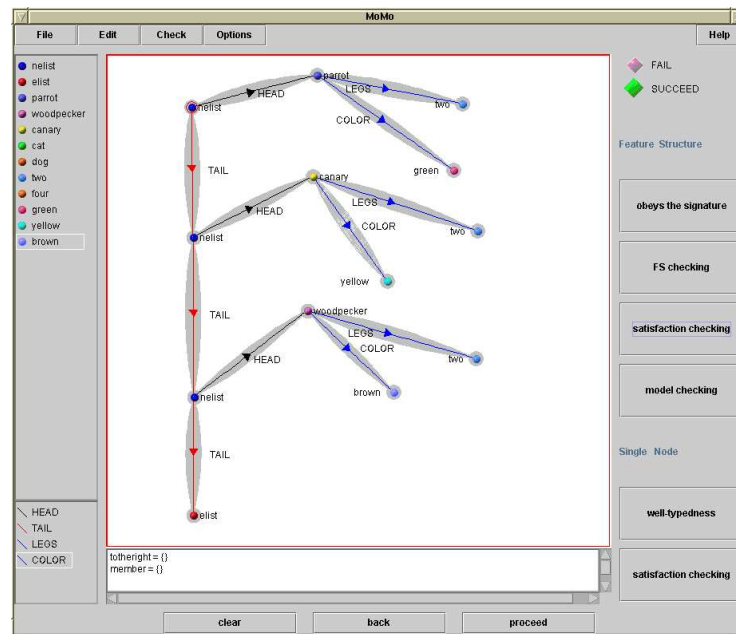 MoMo
File Edit Check Options Help
nelist
elist
parrot
woodpecker
canary
cat
dog
two
four
green
yellow
brown
HEAD
TAIL
LEGS
COLOR
parrot
HEAD
LEGS
nelist
two
COLOR
TAIL
green
canary
LEGS
HEAD
COLOR
nelist
two
yellow
woodpecker
TAIL
LEGS
COLOR
HEAD
two
brown
nelist
TAIL
elist
totheright = {}
member = {}
FAIL
SUCCEED
Feature Structure
obeys the signature
FS checking
satisfaction checking
model checking
Single Node
well-typedness
satisfaction checking
clear back proceed